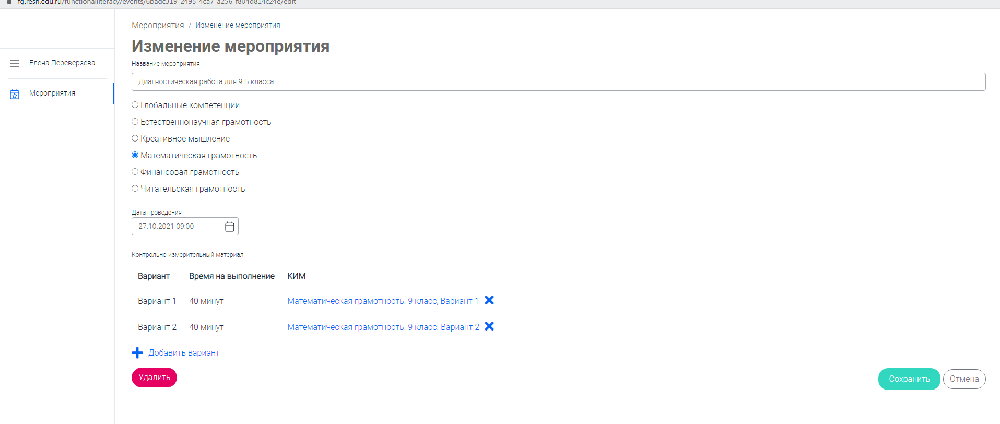 fg.resh.edu.ru/functionalliteracy/events/6badc319-2495-4ca7-a256-f804d814c24e/edit
Мероприятия / Изменение мероприятия
Изменение мероприятия
Елена Переверзева
Мероприятия
Название мероприятия
Диагностическая работа для 9 Б класса
Глобальные компетенции
Естественнонаучная грамотность
Креативное мышление
Математическая грамотность
Финансовая грамотность
Читательская грамотность
Дата проведения
27.10.2021 09:00
Контрольно-измерительный материал
Вариант Время на выполнение КИМ
Вариант 1 40 минут Математическая грамотность. 9 класс, Вариант 1
Вариант 2 40 минут Математическая грамотность. 9 класс. Вариант 2
Добавить вариант
Удалить
Сохранить Отмена